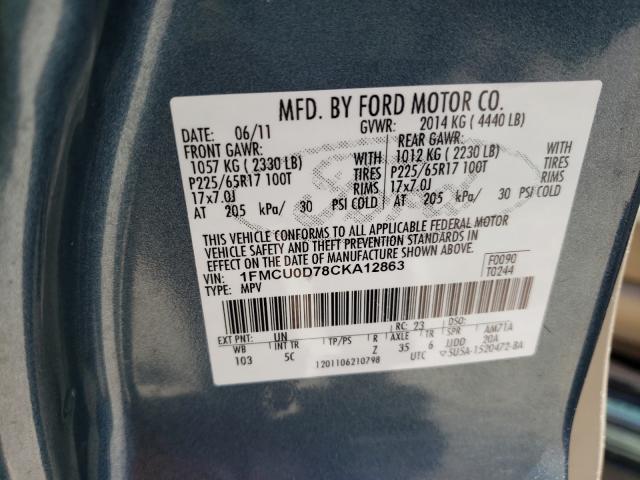 MFD. BY FORD MOTOR CO.
DATE: 06/11 GVWR: 2014 KG ( 4440 LB)
FRONT GAWR: REAR GAWR:
1057 KG ( 2330 LB) WITH 1012 KG ( 2230 LB) WITH
P225/65R17 100T TIRES P225/65R17 100T TIRES
17x7.0J RIMS 17x7.0J RIMS
AT 205 kPa/ 30 PSI COLD AT 205 kPa/ 30 PSI COLD
THIS VEHICLE CONFORMS TO ALL APPLICABLE FEDERAL MOTOR
VEHICLE SAFETY AND THEFT PREVENTION STANDARDS IN
EFFECT ON THE DATE OF MANUFACTURE SHOWN ABOVE.
VIN: 1FMCU0D78CKA12863 F0090
TYPE: MPV T0244
EXT PNT: UN RC: 23 DSO:
WB INT TR TP/PS R AXLE TR SPR AM71A
103 5C Z 35 6 JJDD 20A
1201106210798 UTC 5U5A-1520472-BA